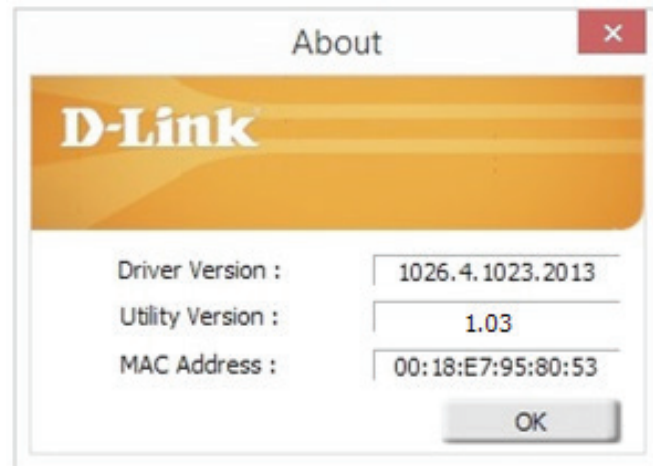 About
D-Link
Driver Version : 1026.4.1023.2013
Utility Version : 1.03
MAC Address : 00:18:E7:95:80:53
OK